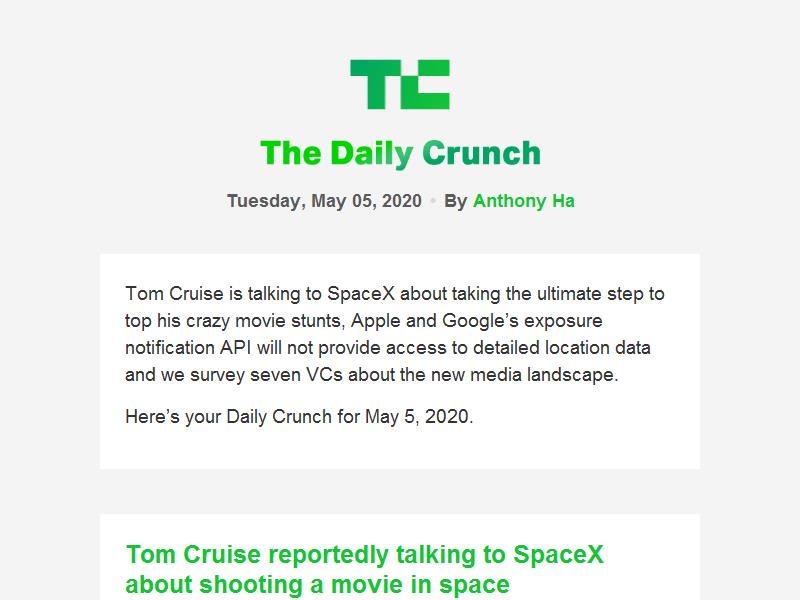 TC
The Daily Crunch
Tuesday, May 05, 2020 • By Anthony Ha
Tom Cruise is talking to SpaceX about taking the ultimate step to
top his crazy movie stunts, Apple and Google’s exposure
notification API will not provide access to detailed location data
and we survey seven VCs about the new media landscape.
Here’s your Daily Crunch for May 5, 2020.
Tom Cruise reportedly talking to SpaceX
about shooting a movie in space